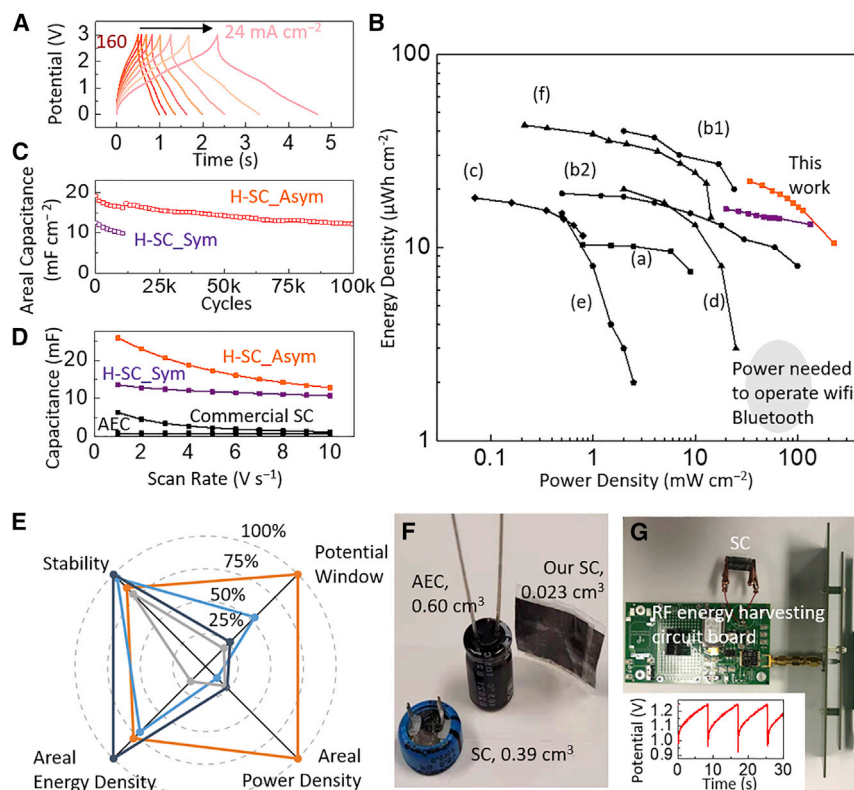 A
160
24 mA cm⁻²
3
2
1
0
Potential (V)
0 1 2 3 4 5
Time (s)
B
100
10
1
Energy Density (µWh cm⁻²)
(f)
(b1)
(c)
(b2)
This
work
(a)
(e)
(d)
Power needed
to operate wifi
Bluetooth
0.1 1 10 100
Power Density (mW cm⁻²)
C
20
10
0
Areal Capacitance
(mF cm⁻²)
H-SC_Asym
H-SC_Sym
0 25k 50k 75k 100k
Cycles
D
20
0
Capacitance (mF)
H-SC_Asym
H-SC_Sym
Commercial SC
AEC
0 2 4 6 8 10
Scan Rate (V s⁻¹)
E
100%
75%
50%
25%
Stability
Potential
Window
Areal
Energy Density
Areal
Power Density
F
AEC,
0.60 cm³
Our SC,
0.023 cm³
SC, 0.39 cm³
G
SC
RF energy harvesting
circuit board
1.2
1.1
1.0
0.9
Potential (V)
0 10 20 30
Time (s)